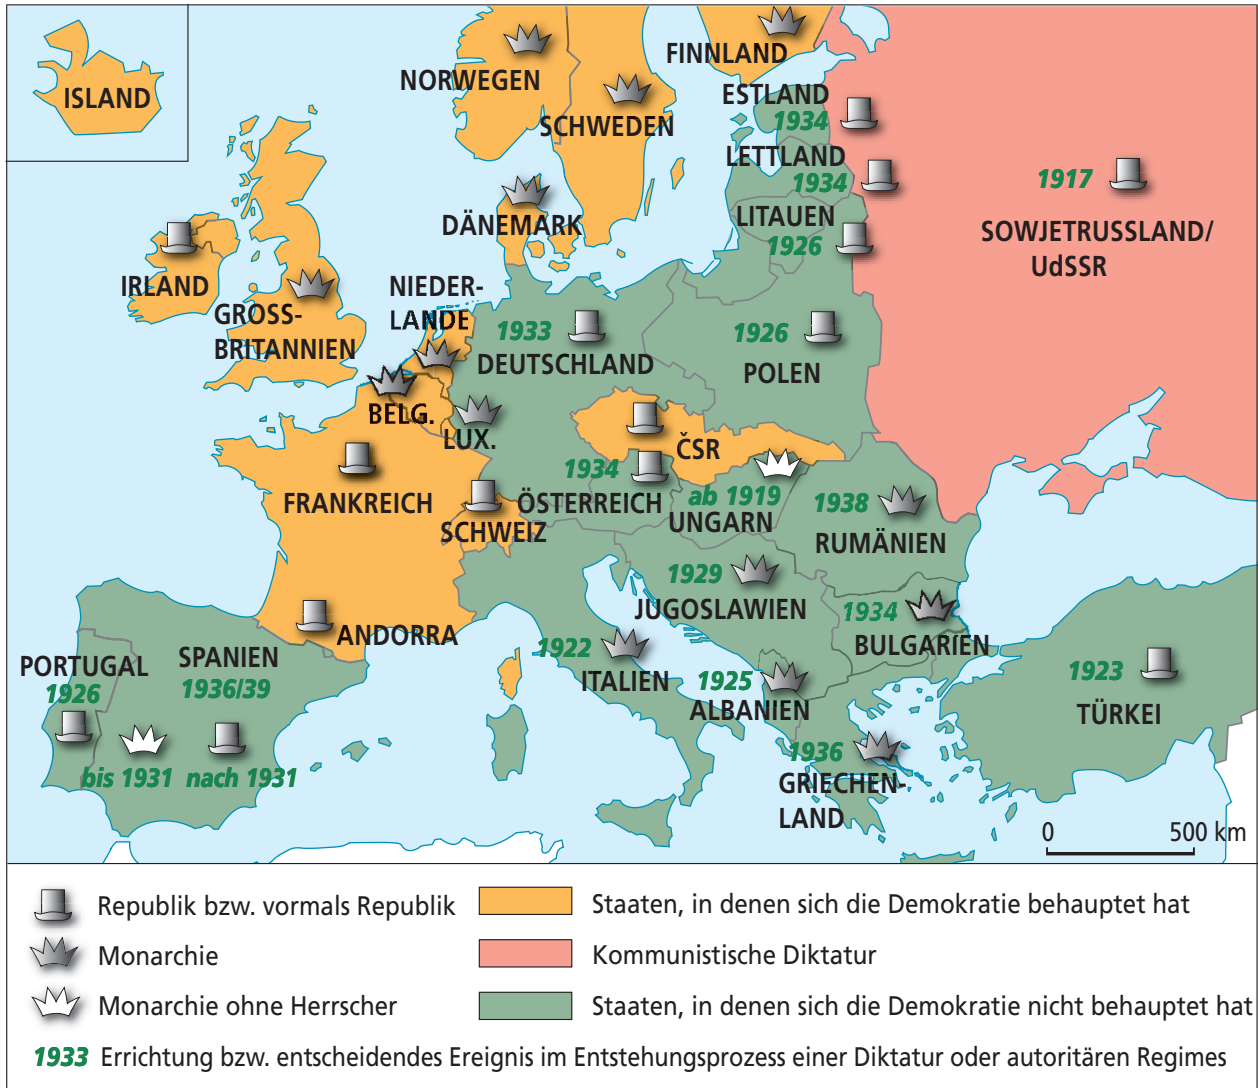 ISLAND
NORWEGEN
SCHWEDEN
FINNLAND
ESTLAND
1934
LETTLAND
1934
LITAUEN
1926
1917
SOWJETRUSSLAND/
UdSSR
DÄNEMARK
IRLAND
GROSS-
BRITANNIEN
NIEDER-
LANDE
BELG.
LUX.
1933
DEUTSCHLAND
1926
POLEN
ČSR
FRANKREICH
SCHWEIZ
1934
ÖSTERREICH
ab 1919
UNGARN
1938
RUMÄNIEN
1929
JUGOSLAWIEN
1934
BULGARIEN
ANDORRA
PORTUGAL
1926
SPANIEN
1936/39
bis 1931
nach 1931
1922
ITALIEN
1925
ALBANIEN
1936
GRIECHEN-
LAND
1923
TÜRKEI
0 500 km
Republik bzw. vormals Republik
Monarchie
Monarchie ohne Herrscher
Staaten, in denen sich die Demokratie behauptet hat
Kommunistische Diktatur
Staaten, in denen sich die Demokratie nicht behauptet hat
1933 Errichtung bzw. entscheidendes Ereignis im Entstehungsprozess einer Diktatur oder autoritären Regimes